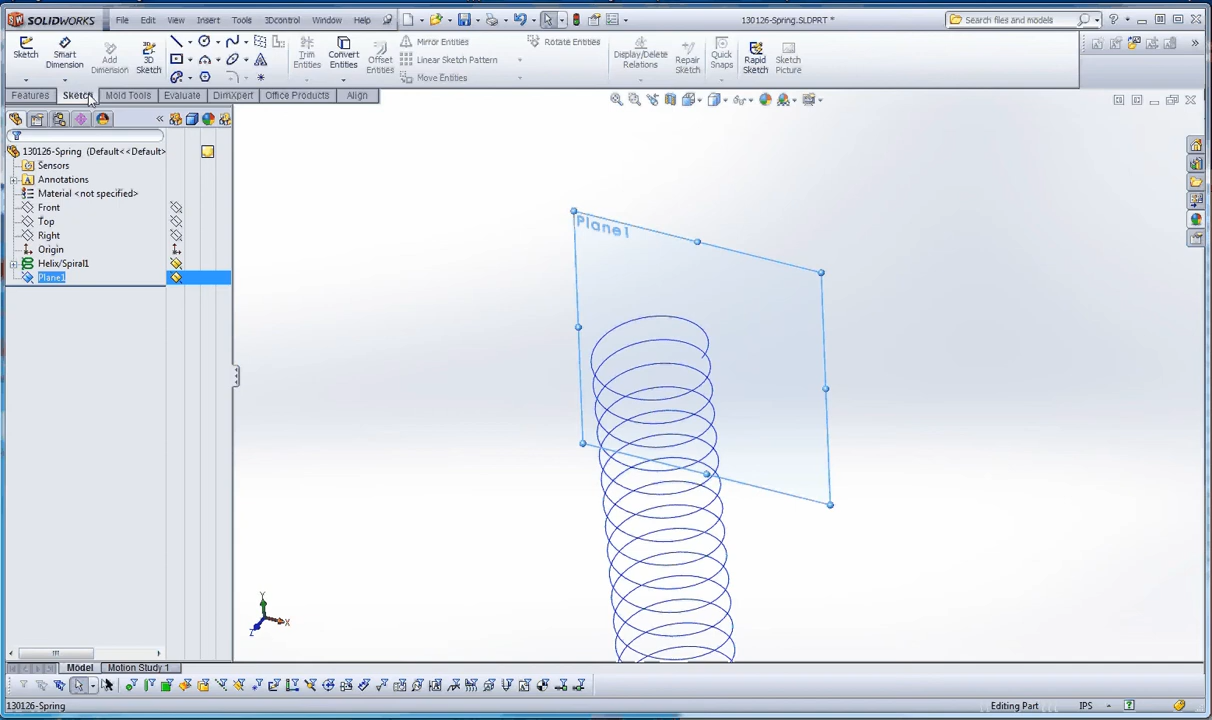 SOLIDWORKS File Edit View Insert Tools 3Dcontrol Window Help 130126-Spring.SLDPRT * Search files and models
Sketch Smart Dimension Add Dimension 3D Sketch Trim Entities Convert Entities Offset Entities Mirror Entities Linear Sketch Pattern Move Entities Rotate Entities Display/Delete Relations Repair Sketch Quick Snaps Rapid Sketch Sketch Picture
Features Sketch Mold Tools Evaluate DimXpert Office Products Align
130126-Spring (Default<<Default>
Sensors
Annotations
Material <not specified>
Front
Top
Right
Origin
Helix/Spiral1
Plane1
Plane1
Y
X
Z
Model Motion Study 1
130126-Spring Editing Part IPS